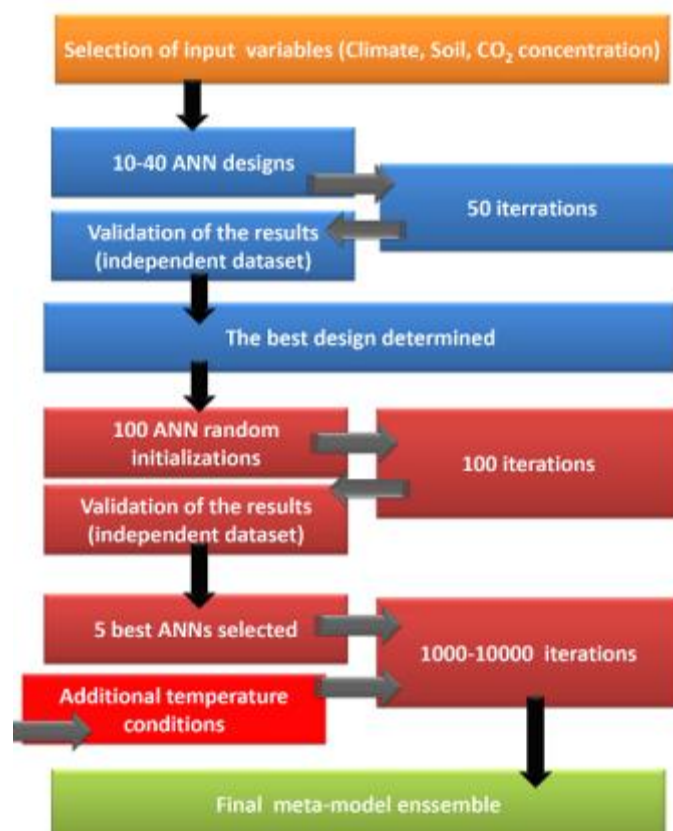 Selection of input variables (Climate, Soil, CO₂ concentration)
10-40 ANN designs
50 iterrations
Validation of the results
(independent dataset)
The best design determined
100 ANN random
initializations
100 iterations
Validation of the results
(independent dataset)
5 best ANNs selected
1000-10000 iterations
Additional temperature
conditions
Final meta-model enssemble